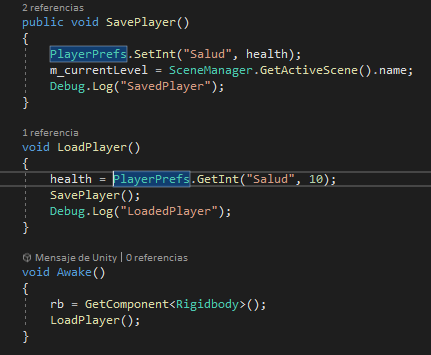 2 referencias
public void SavePlayer()
{
PlayerPrefs.SetInt("Salud", health);
m_currentLevel = SceneManager.GetActiveScene().name;
Debug.Log("SavedPlayer");
}
1 referencia
void LoadPlayer()
{
health = PlayerPrefs.GetInt("Salud", 10);
SavePlayer();
Debug.Log("LoadedPlayer");
}
Mensaje de Unity | 0 referencias
void Awake()
{
rb = GetComponent<Rigidbody>();
LoadPlayer();
}